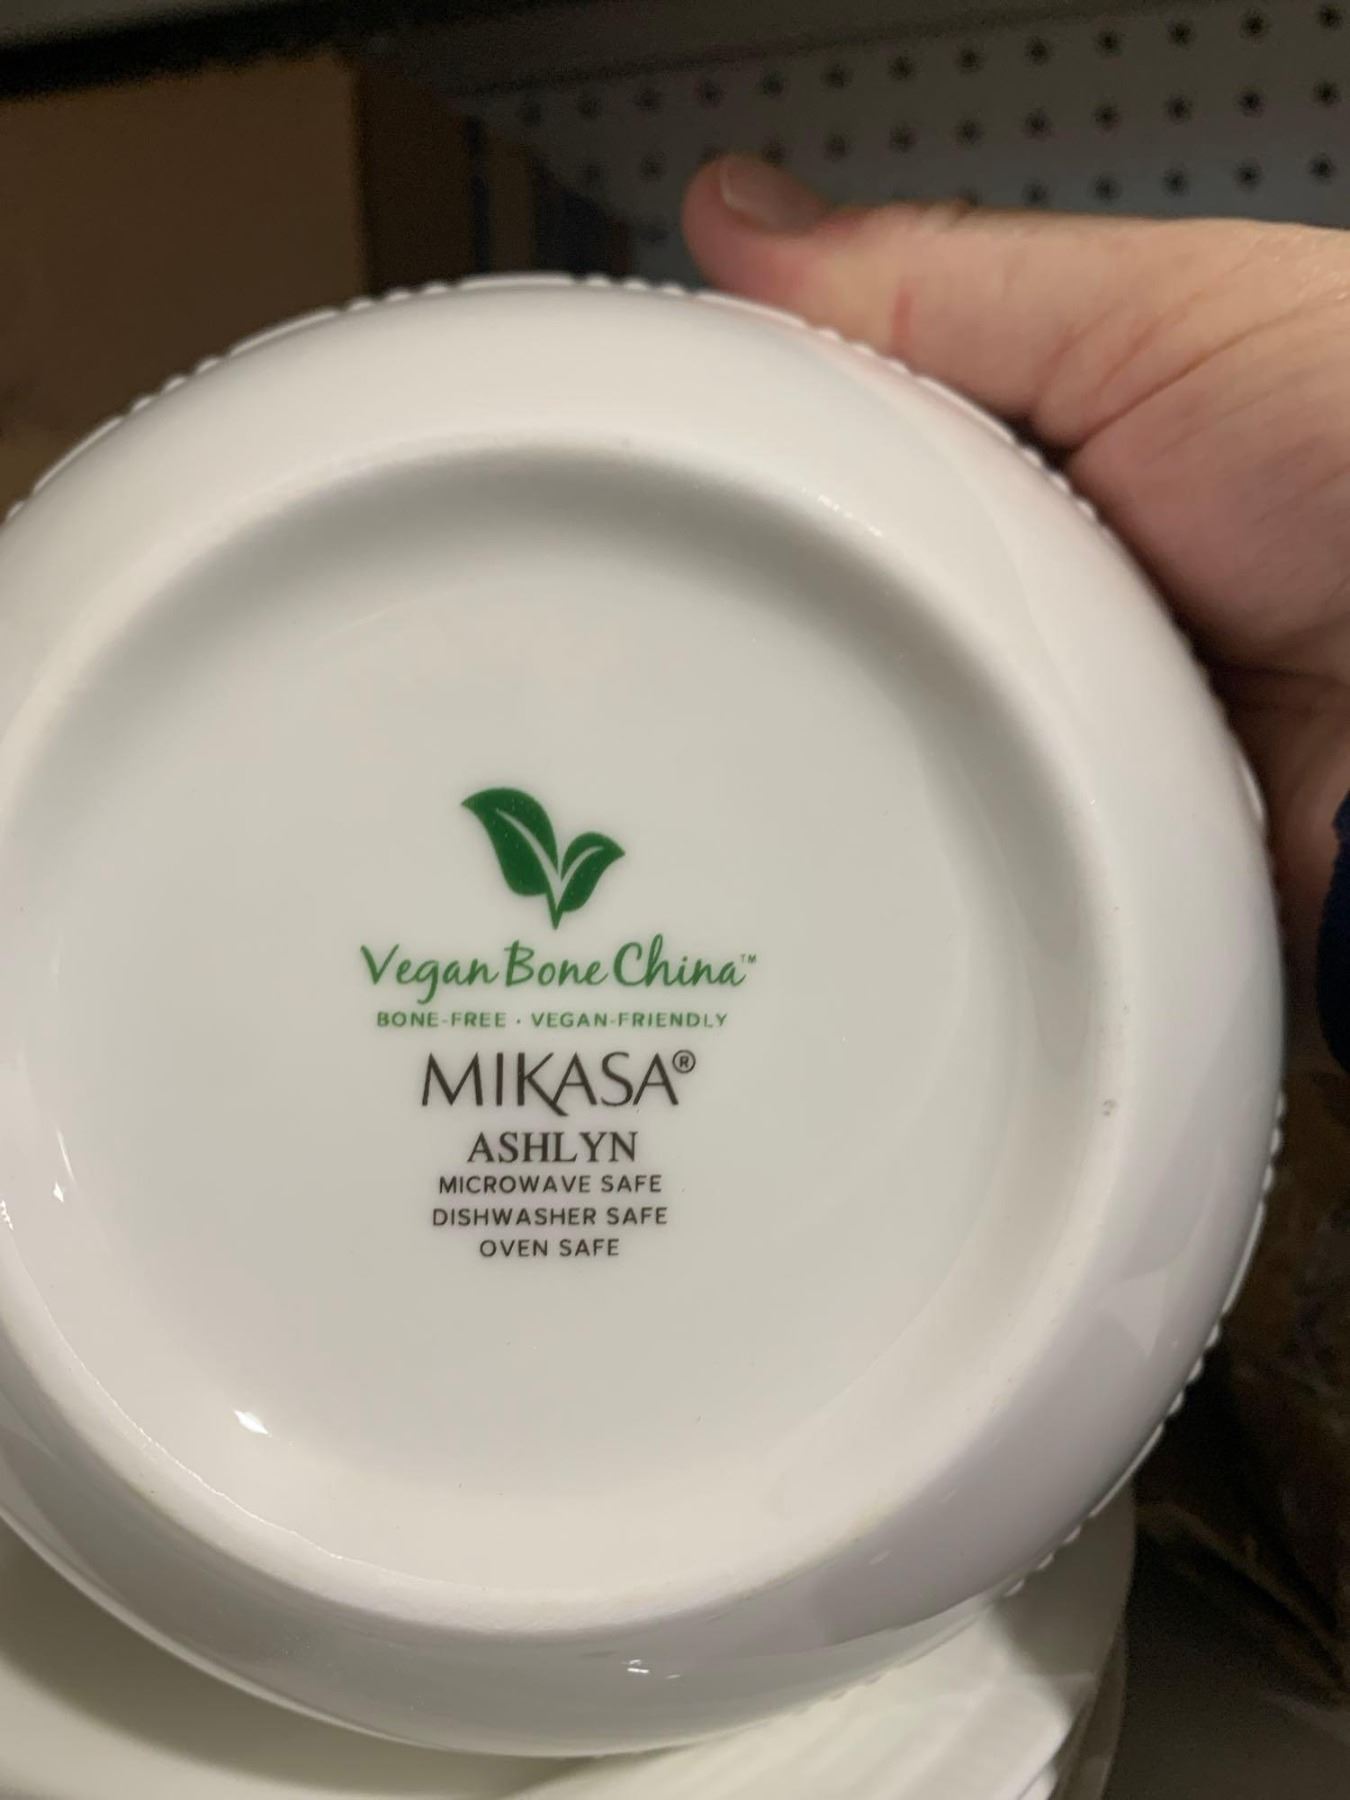 Vegan Bone China™
BONE-FREE · VEGAN-FRIENDLY
MIKASA®
ASHLYN
MICROWAVE SAFE
DISHWASHER SAFE
OVEN SAFE